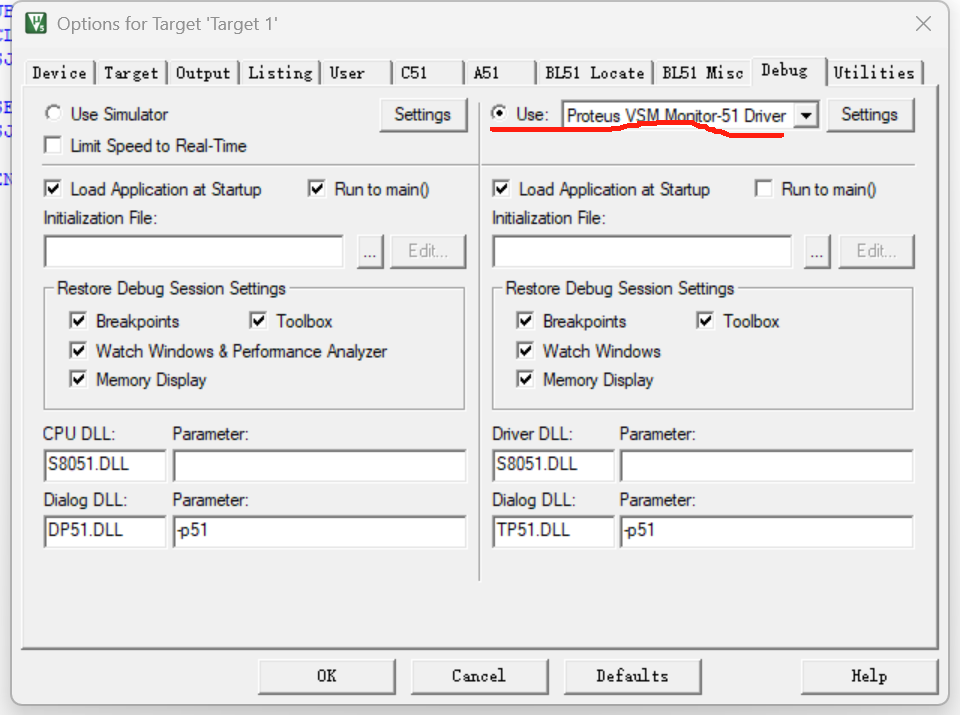 Options for Target 'Target 1'
Device Target Output Listing User C51 A51 BL51 Locate BL51 Misc Debug Utilities
Use Simulator Settings Use: Proteus VSM Monitor-51 Driver Settings
Limit Speed to Real-Time
Load Application at Startup Run to main() Load Application at Startup Run to main()
Initialization File: Initialization File:
... Edit... ... Edit...
Restore Debug Session Settings Restore Debug Session Settings
Breakpoints Toolbox Breakpoints Toolbox
Watch Windows & Performance Analyzer Watch Windows
Memory Display Memory Display
CPU DLL: Parameter: Driver DLL: Parameter:
S8051.DLL S8051.DLL
Dialog DLL: Parameter: Dialog DLL: Parameter:
DP51.DLL -p51 TP51.DLL -p51
OK Cancel Defaults Help